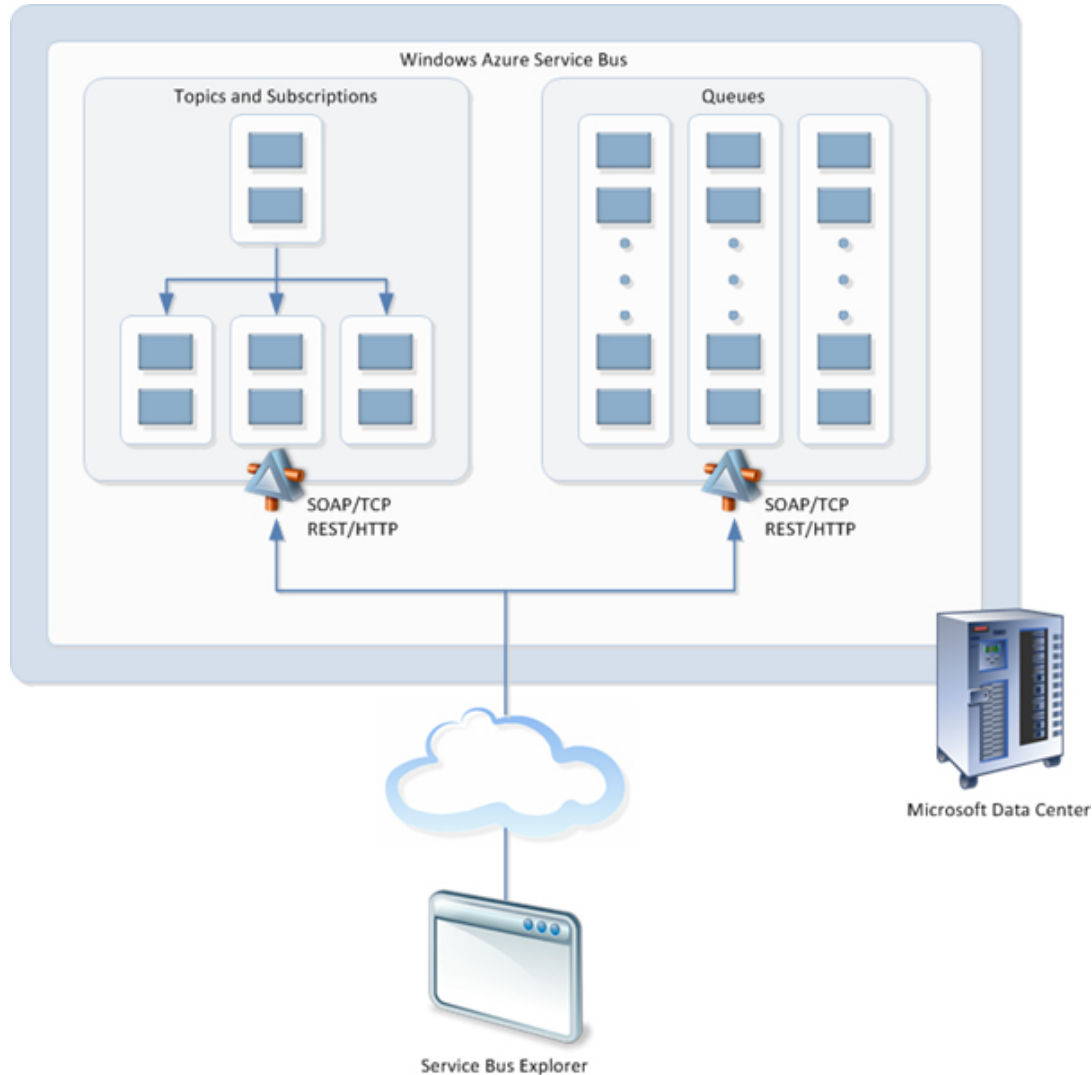 Windows Azure Service Bus
Topics and Subscriptions
Queues
SOAP/TCP
REST/HTTP
SOAP/TCP
REST/HTTP
Microsoft Data Center
Service Bus Explorer